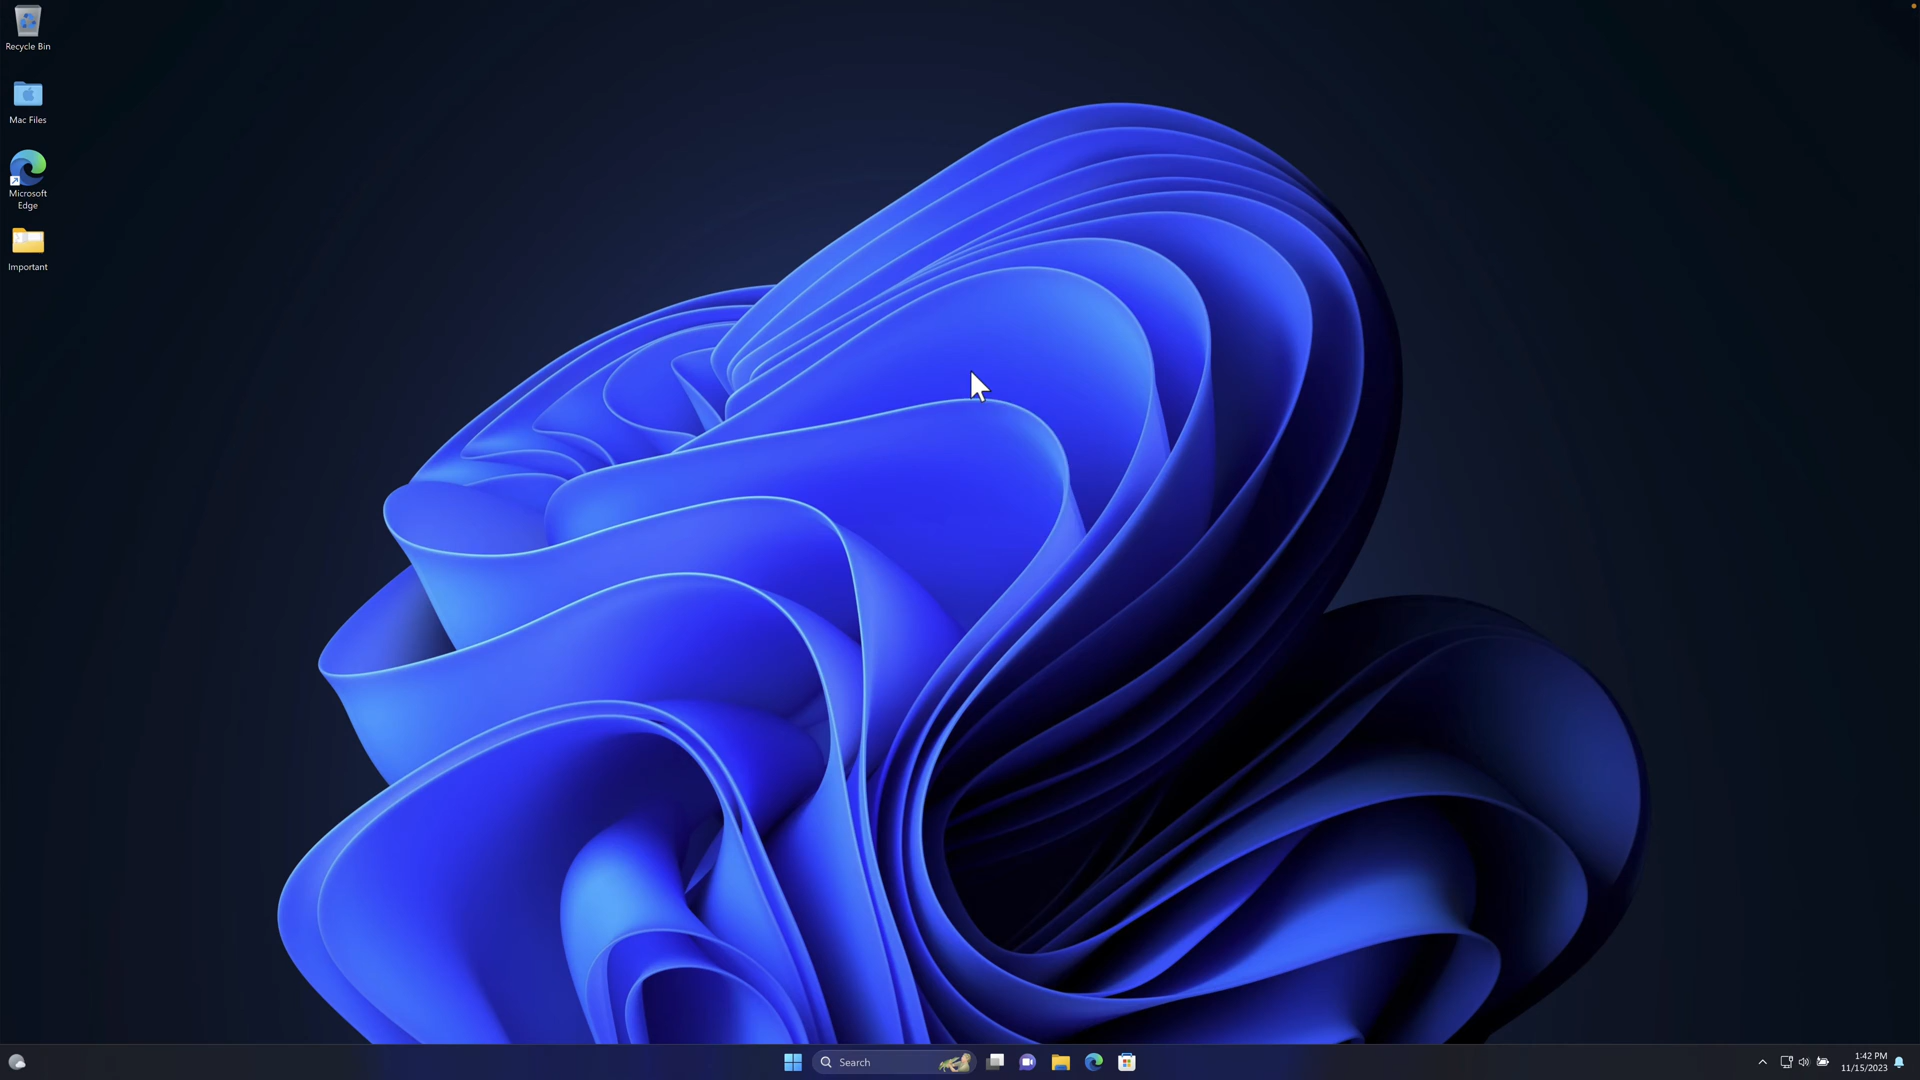 Recycle Bin
Mac Files
Microsoft
Edge
Important
Search
1:42 PM
11/15/2023